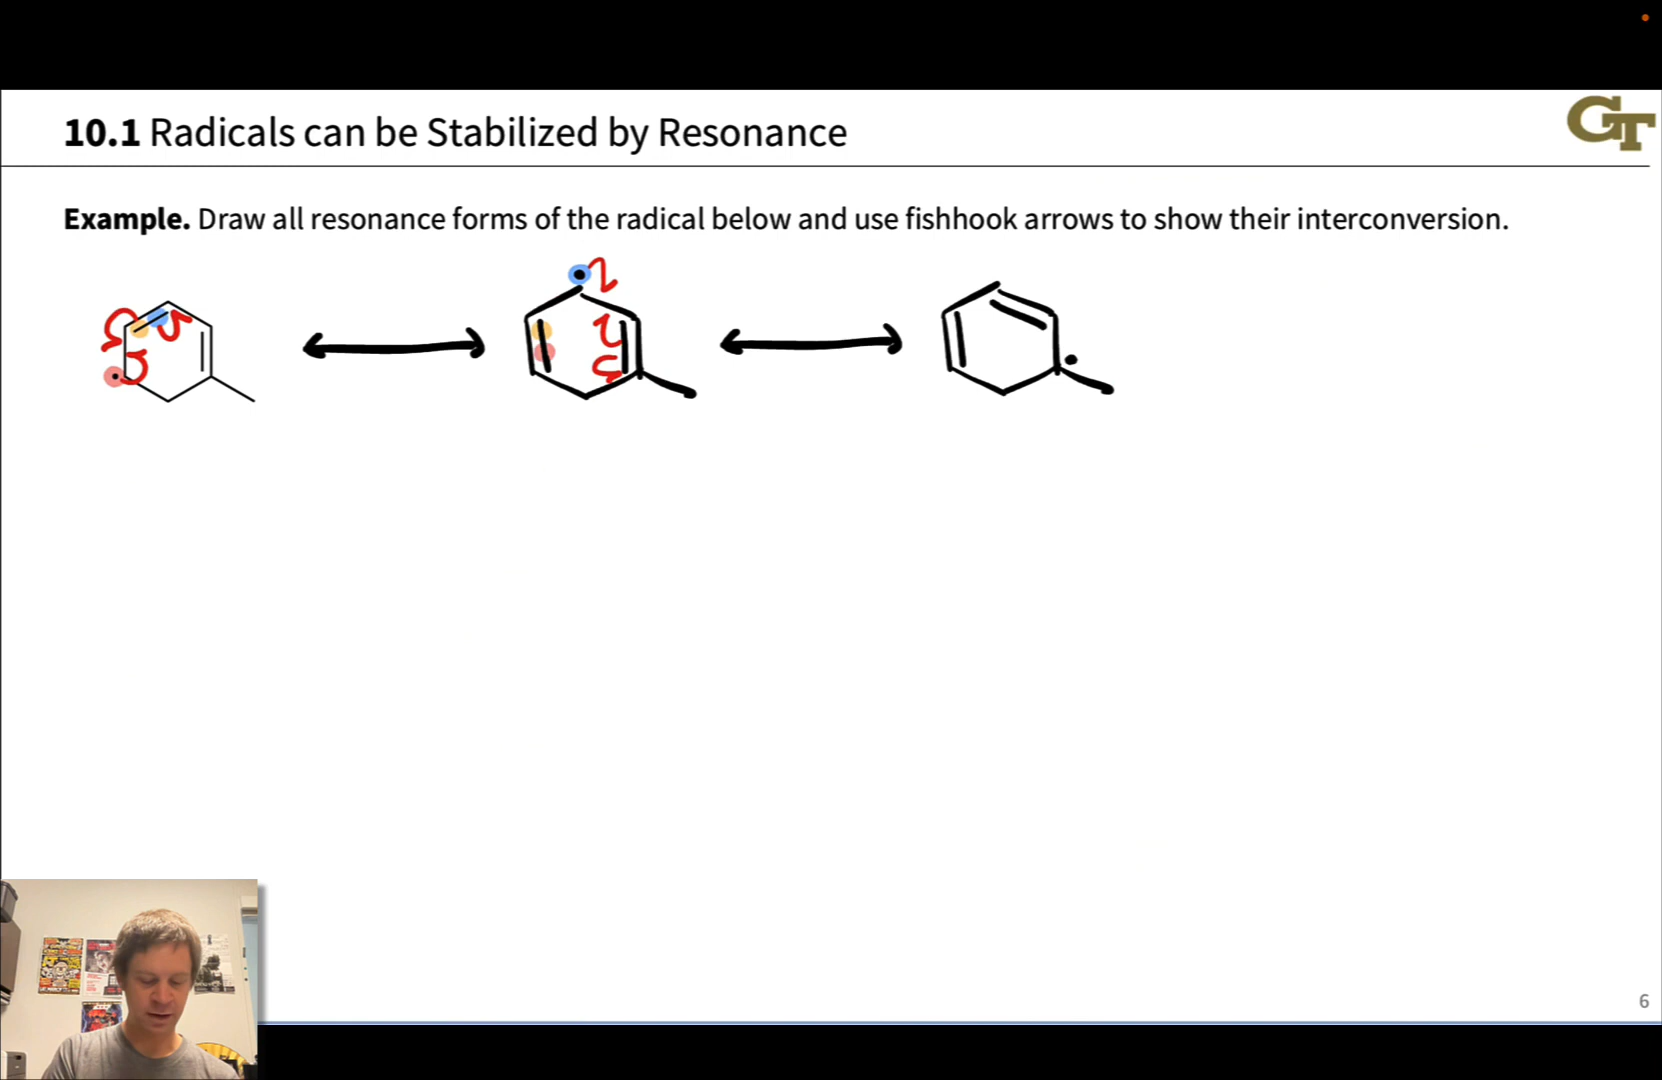 10.1 Radicals can be Stabilized by Resonance
GT
Example. Draw all resonance forms of the radical below and use fishhook arrows to show their interconversion.
6